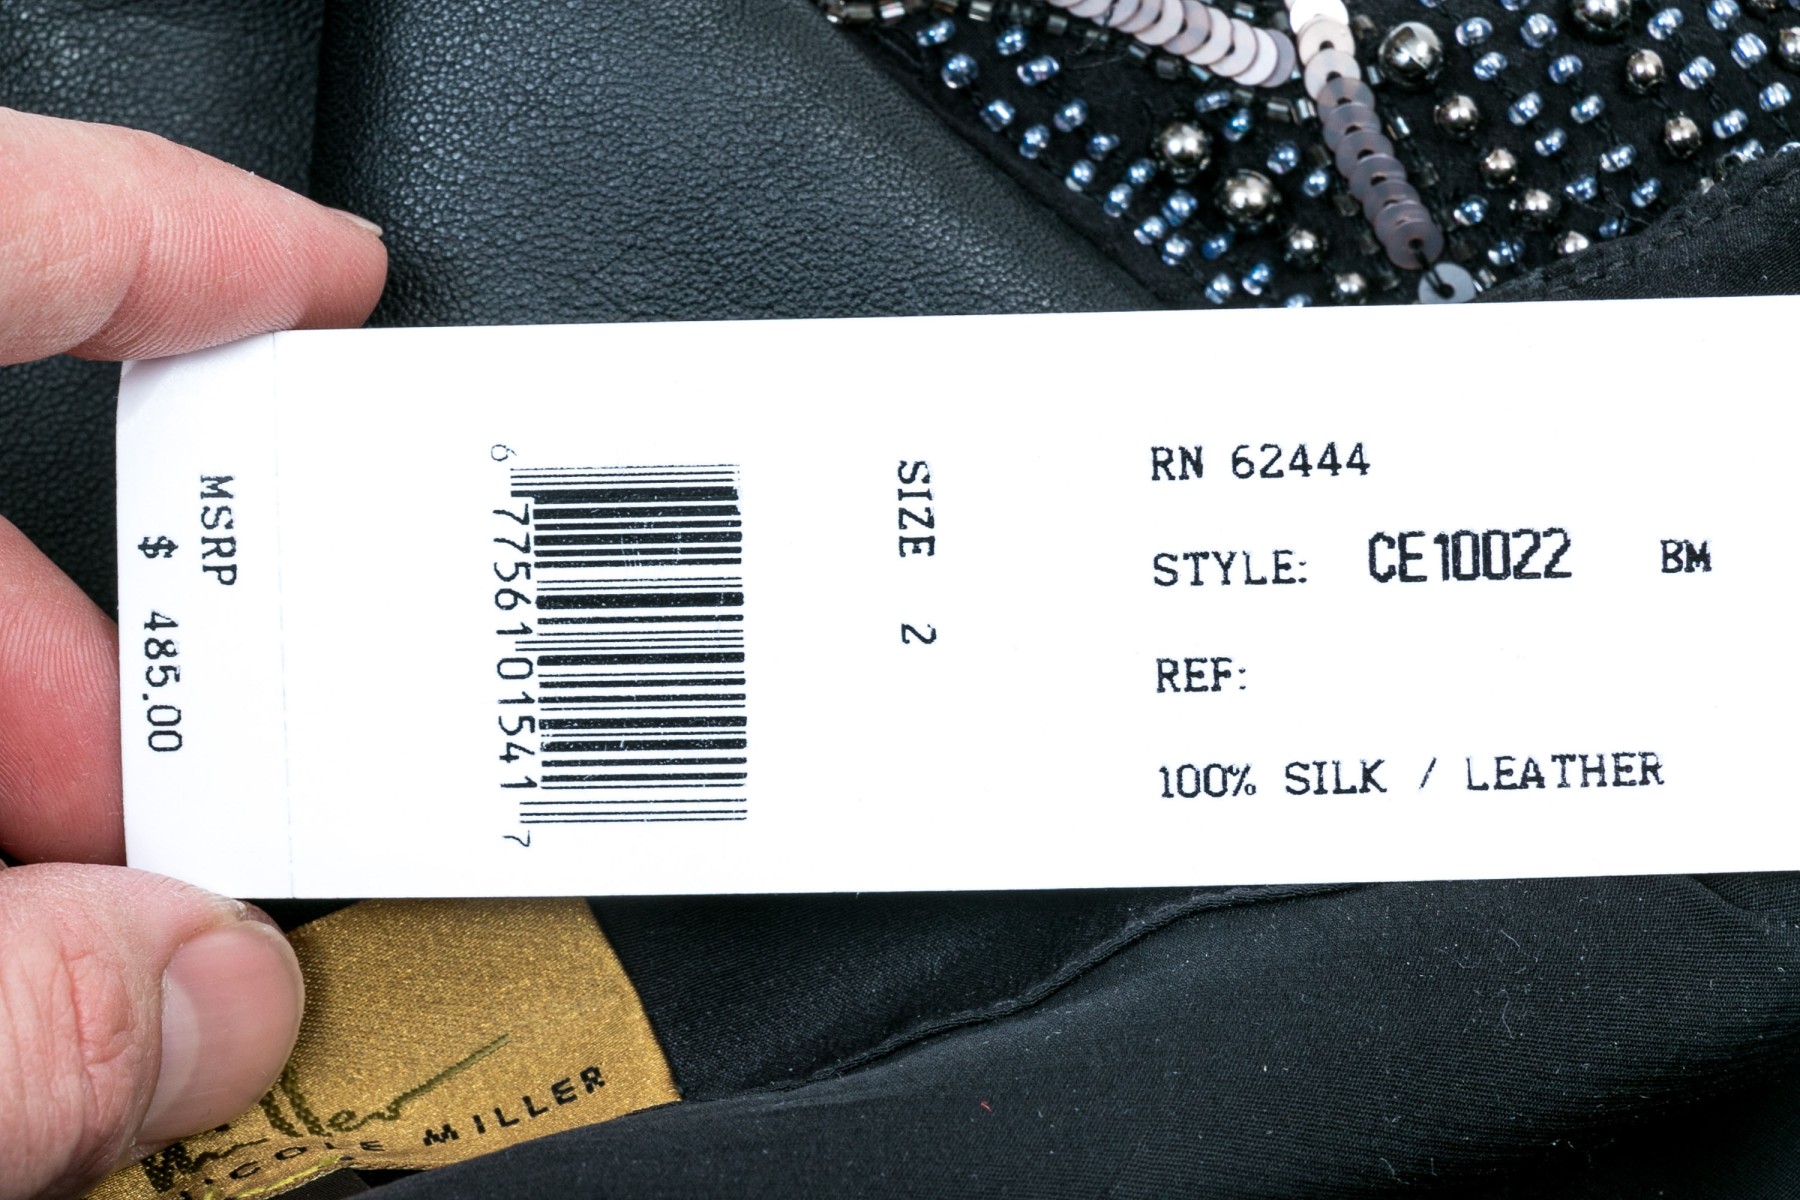 MSRP
$ 485.00
6 77561 01541 7
SIZE 2
RN 62444
STYLE: CE10022 BM
REF:
100% SILK / LEATHER
NICOLE MILLER